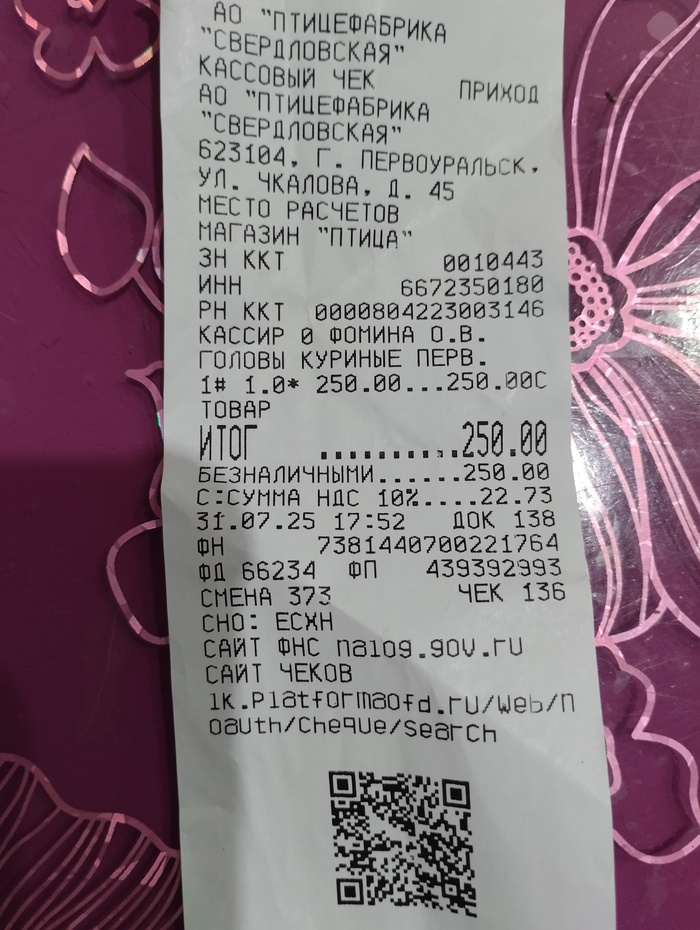 АО "ПТИЦЕФАБРИКА
"СВЕРДЛОВСКАЯ"
КАССОВЫЙ ЧЕК ПРИХОД
АО "ПТИЦЕФАБРИКА
"СВЕРДЛОВСКАЯ"
623104, Г. ПЕРВОУРАЛЬСК,
УЛ. ЧКАЛОВА, Д. 45
МЕСТО РАСЧЕТОВ
МАГАЗИН "ПТИЦА"
ЗН ККТ 0010443
ИНН 6672350180
РН ККТ 0000804223003146
КАССИР 0 ФОМИНА О.В.
ГОЛОВЫ КУРИНЫЕ ПЕРВ.
1# 1.0* 250.00...250.00С
ТОВАР
ИТОГ ..........250.00
БЕЗНАЛИЧНЫМИ......250.00
С:СУММА НДС 10%....22.73
31.07.25 17:52 ДОК 138
ФН 7381440700221764
ФД 66234 ФП 439392993
СМЕНА 373 ЧЕК 136
СНО: ЕСХН
САЙТ ФНС nalog.gov.ru
САЙТ ЧЕКОВ
lk.platformaofd.ru/web/n
oauth/cheque/search